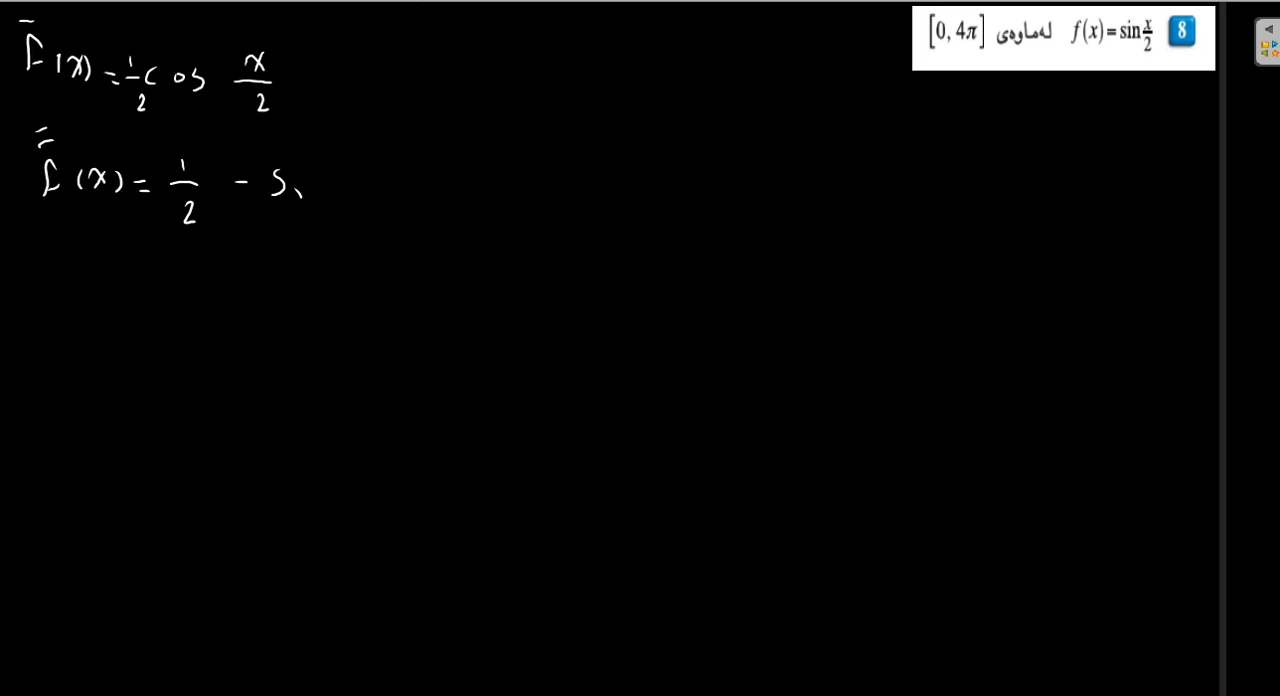 8 f(x)=sin x/2 لەماوەی [0, 4π]
f̄(x) = 1/2 cos x/2
f̿(x) = 1/2 - s